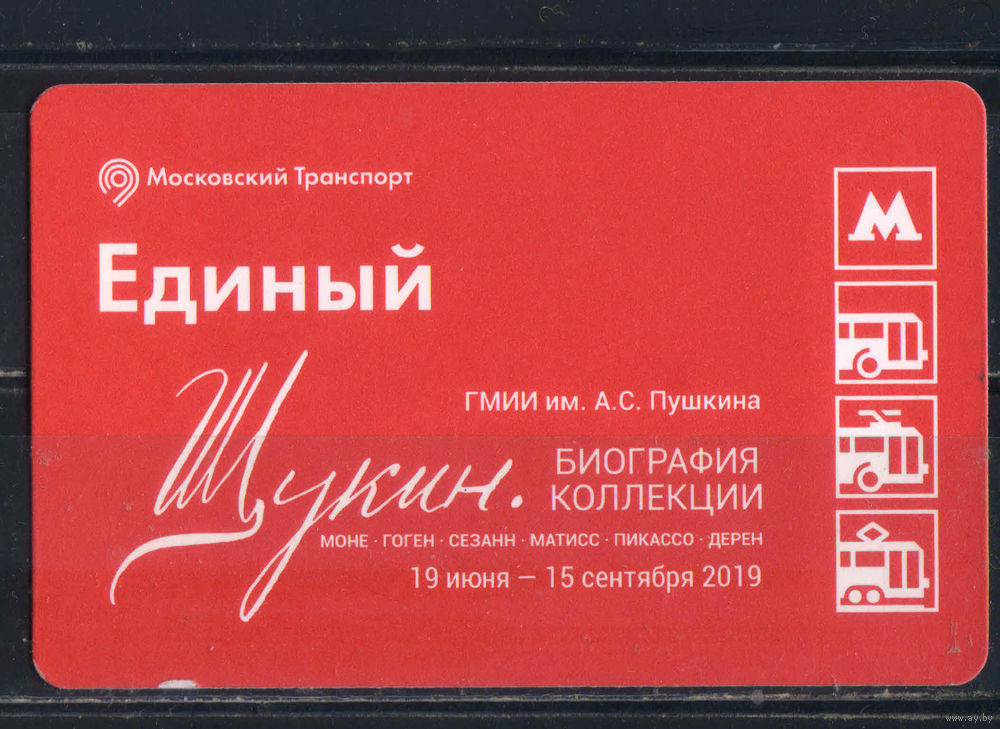 Московский Транспорт
М
Единый
ГМИИ им. А.С. Пушкина
Щукин. БИОГРАФИЯ
КОЛЛЕКЦИИ
МОНЕ · ГОГЕН · СЕЗАНН · МАТИСС · ПИКАССО · ДЕРЕН
19 июня — 15 сентября 2019
www.ay.by